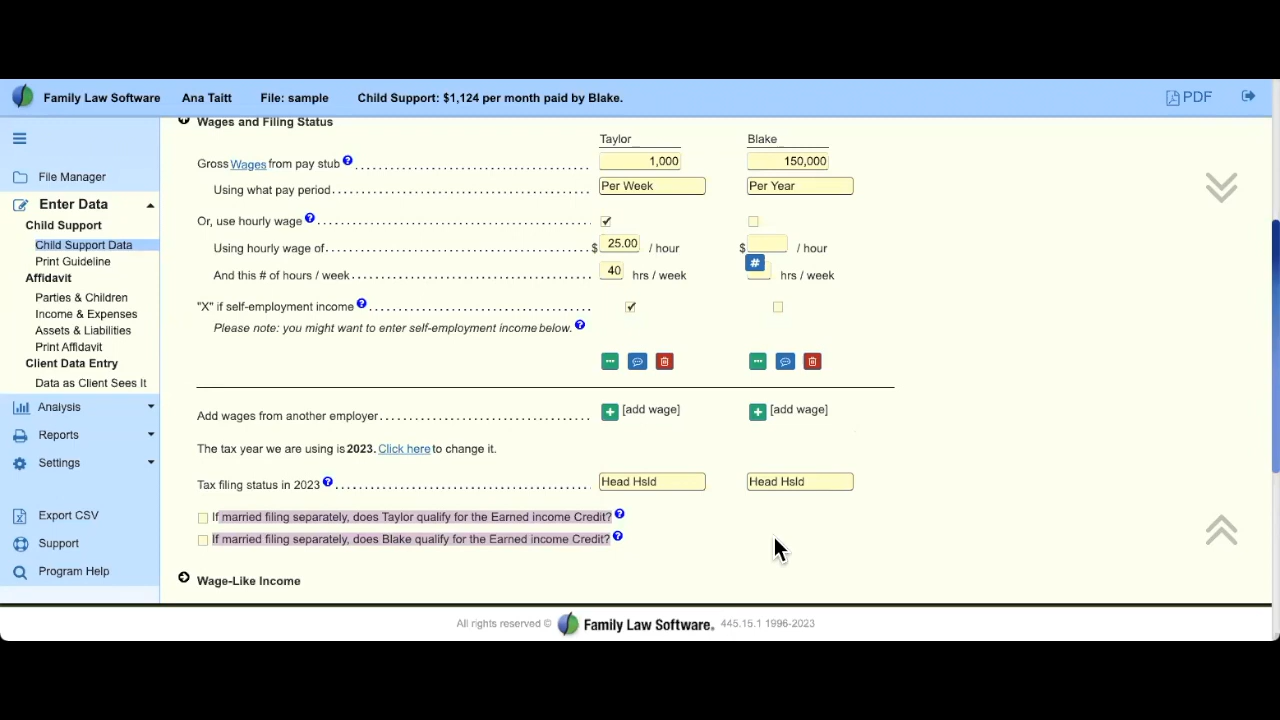 Family Law Software Ana Taitt File: sample Child Support: $1,124 per month paid by Blake. PDF
File Manager
Enter Data
Child Support
Child Support Data
Print Guideline
Affidavit
Parties & Children
Income & Expenses
Assets & Liabilities
Print Affidavit
Client Data Entry
Data as Client Sees It
Analysis
Reports
Settings
Export CSV
Support
Program Help
Wages and Filing Status
Taylor Blake
Gross Wages from pay stub ? 1,000 150,000
Using what pay period Per Week Per Year
Or, use hourly wage ?
Using hourly wage of $ 25.00 / hour $ / hour
And this # of hours / week 40 hrs / week # hrs / week
"X" if self-employment income ?
Please note: you might want to enter self-employment income below. ?
Add wages from another employer + [add wage] + [add wage]
The tax year we are using is 2023. Click here to change it.
Tax filing status in 2023 ? Head Hsld Head Hsld
If married filing separately, does Taylor qualify for the Earned income Credit? ?
If married filing separately, does Blake qualify for the Earned income Credit? ?
Wage-Like Income
All rights reserved © Family Law Software. 445.15.1 1996-2023